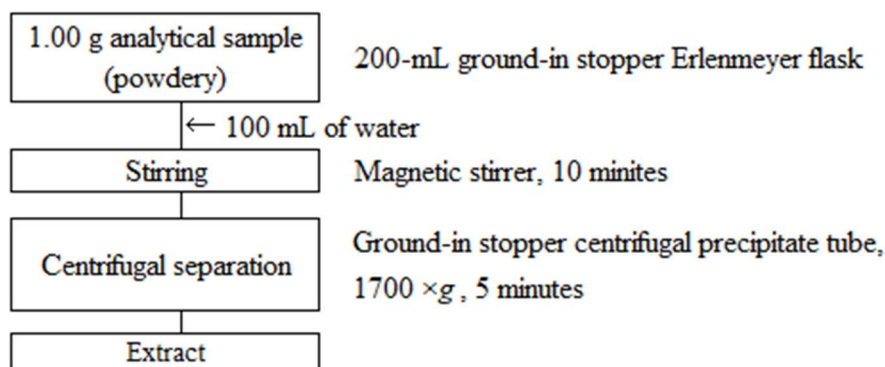 1.00 g analytical sample
(powdery)
200-mL ground-in stopper Erlenmeyer flask
← 100 mL of water
Stirring
Magnetic stirrer, 10 minites
Centrifugal separation
Ground-in stopper centrifugal precipitate tube,
1700 ×g , 5 minutes
Extract